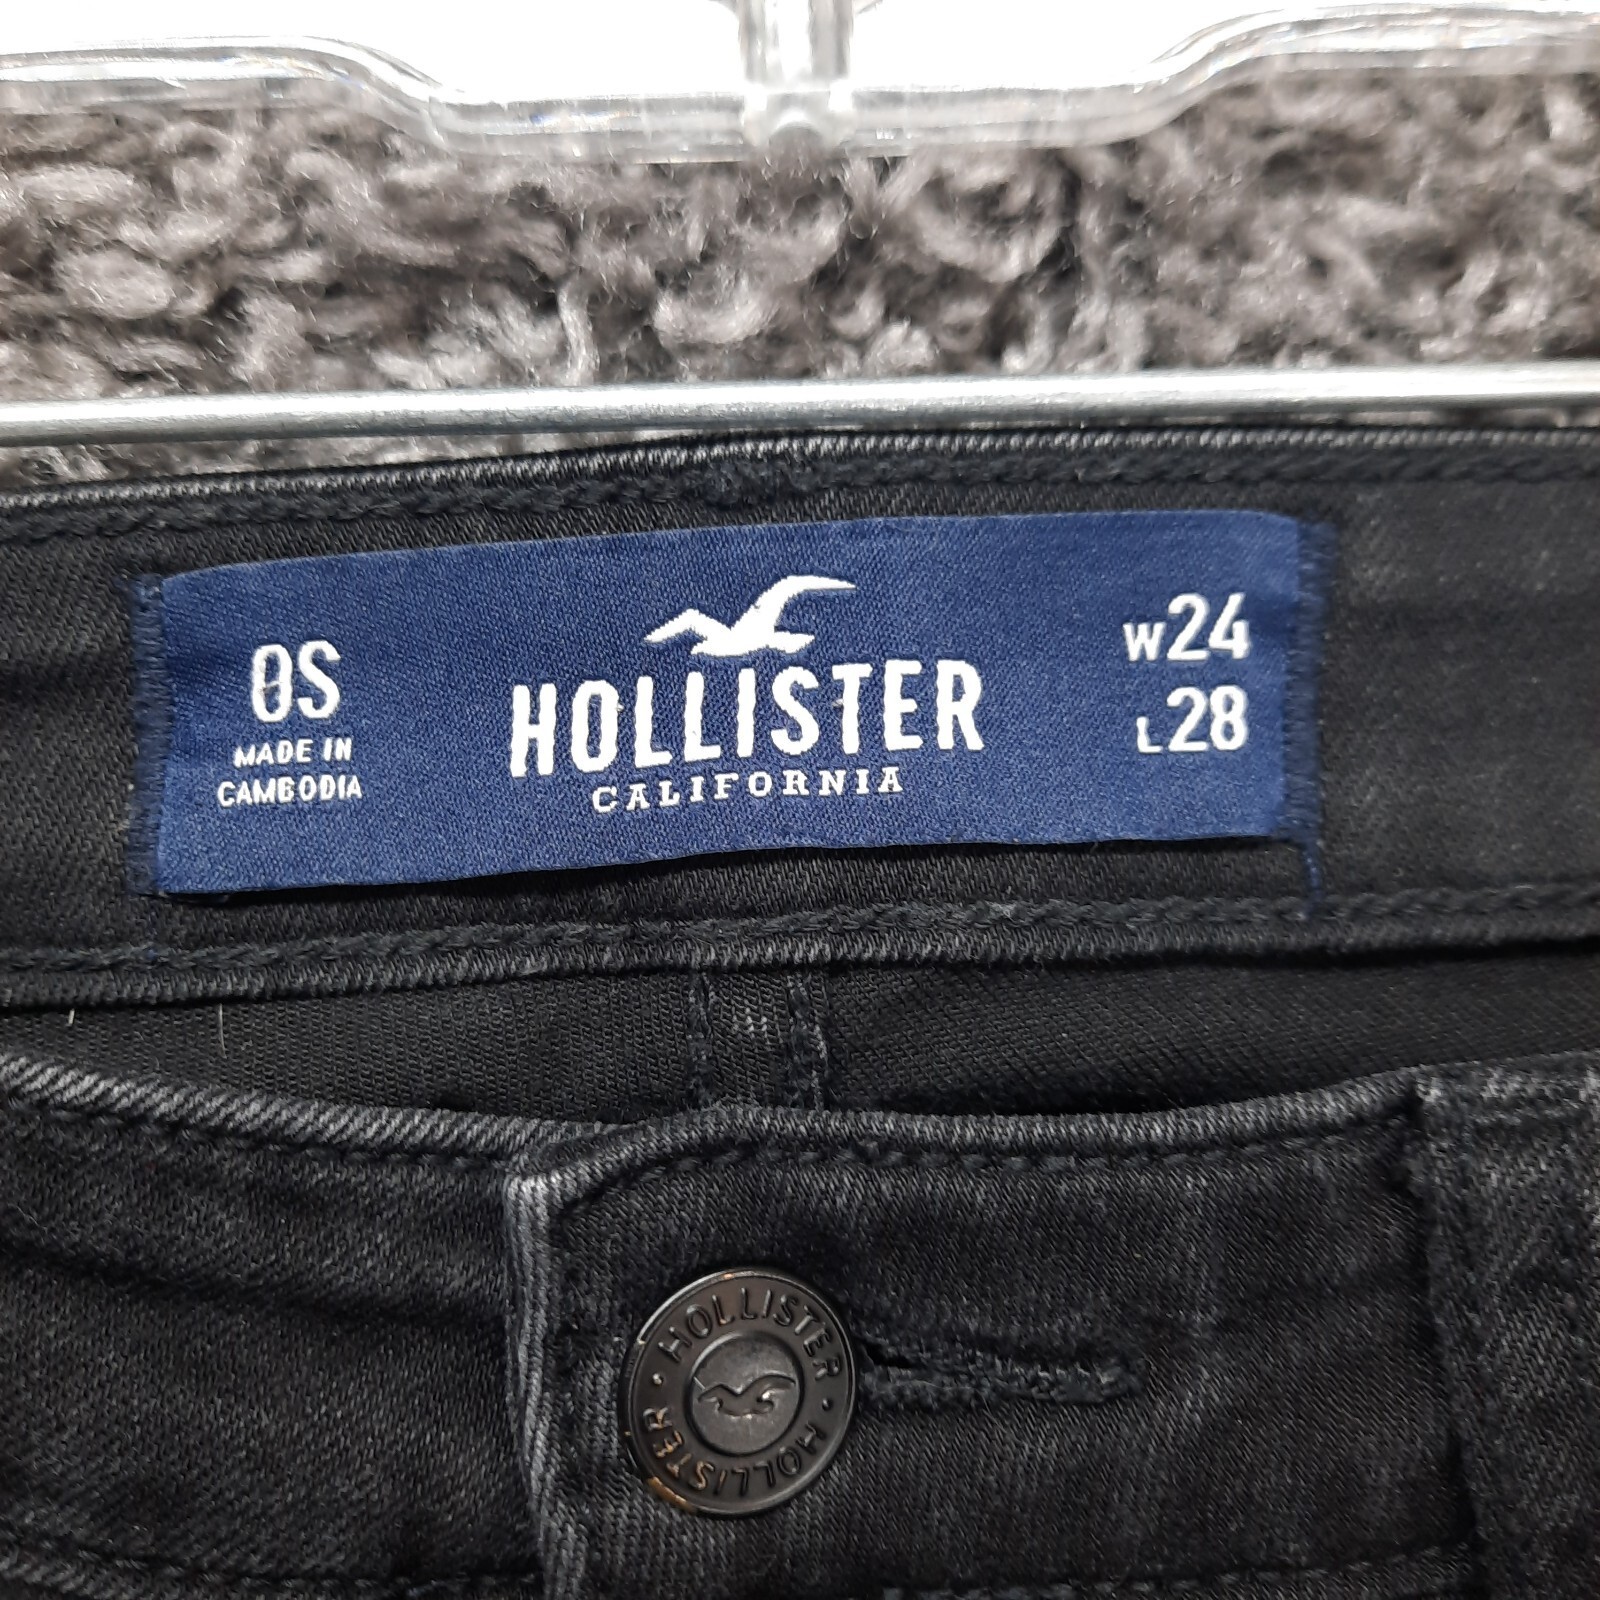 0S
MADE IN
CAMBODIA
HOLLISTER
CALIFORNIA
W24
L28
HOLLISTER · HOLLISTER ·